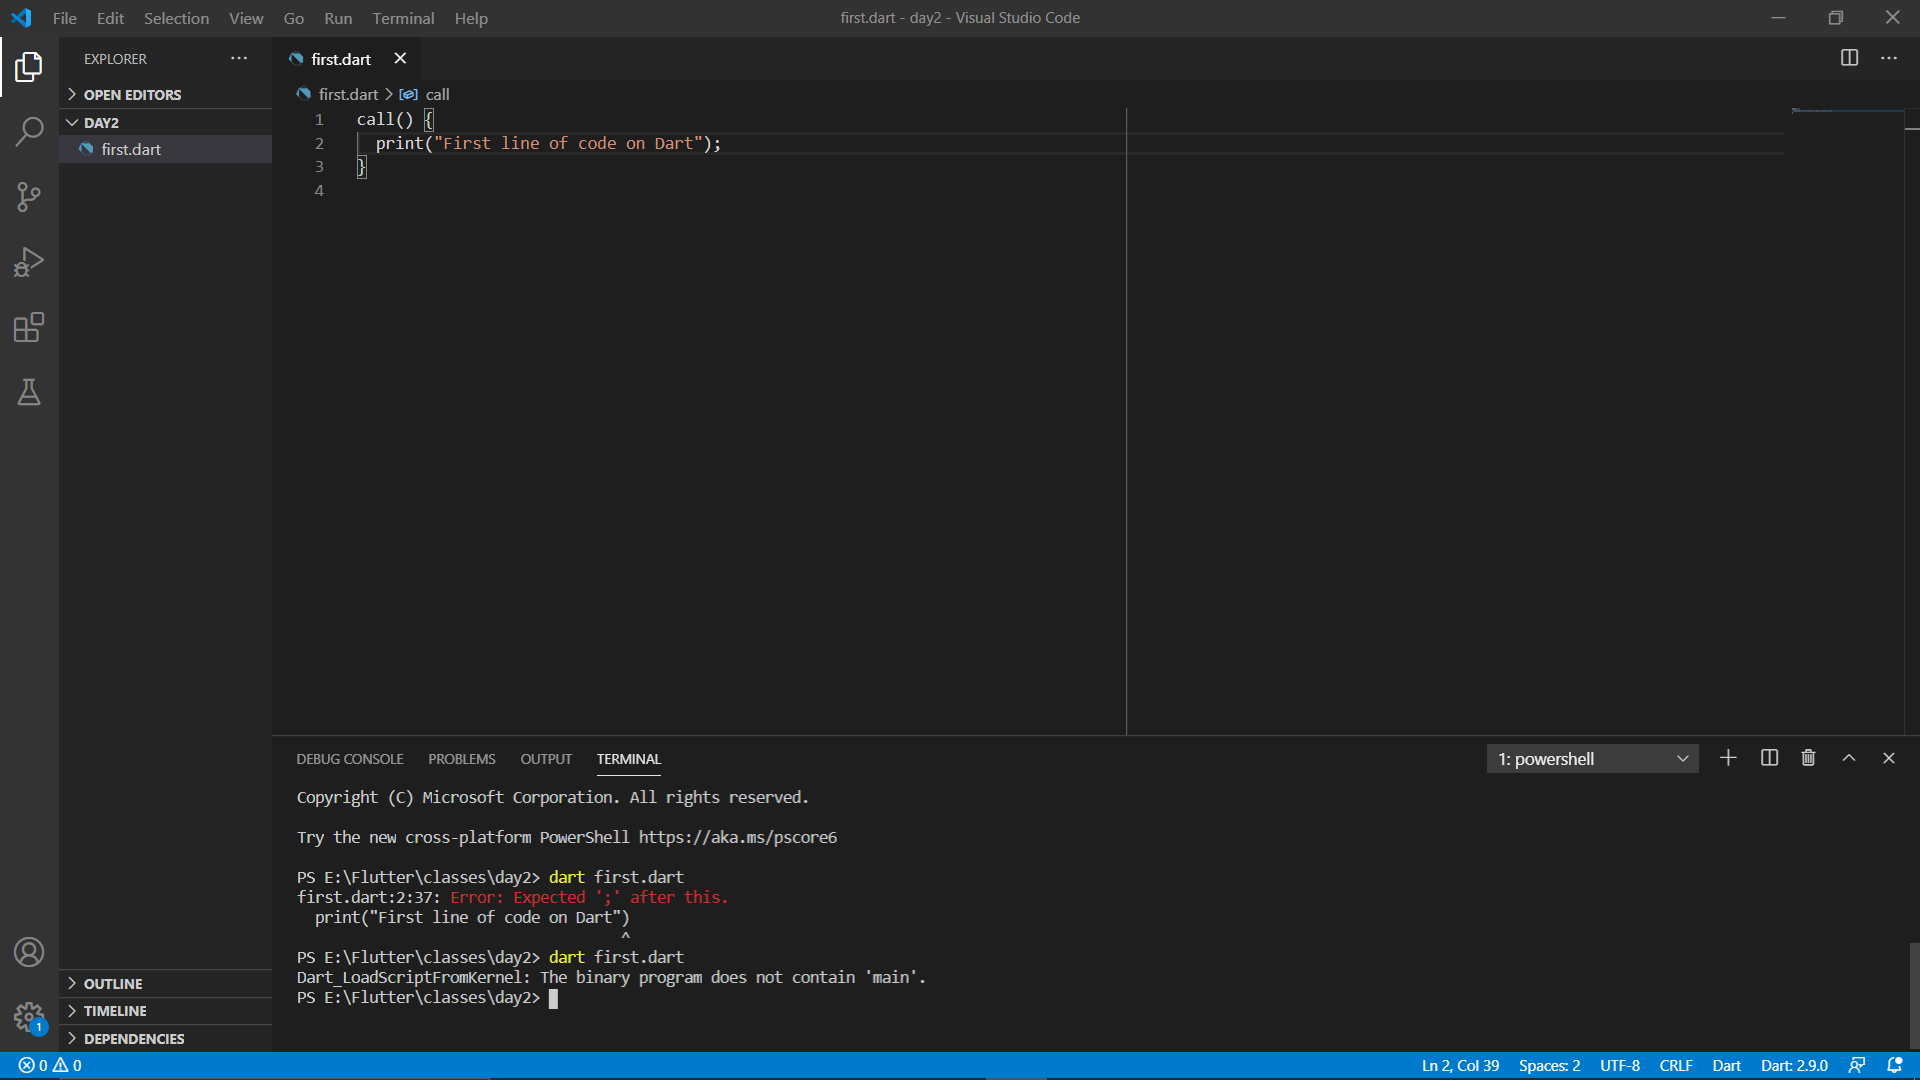 File Edit Selection View Go Run Terminal Help
first.dart - day2 - Visual Studio Code
EXPLORER
OPEN EDITORS
DAY2
first.dart
first.dart
first.dart > call
1 call() {
2 print("First line of code on Dart");
3 }
4
DEBUG CONSOLE PROBLEMS OUTPUT TERMINAL
1: powershell
Copyright (C) Microsoft Corporation. All rights reserved.
Try the new cross-platform PowerShell https://aka.ms/pscore6
PS E:\Flutter\classes\day2> dart first.dart
first.dart:2:37: Error: Expected ';' after this.
print("First line of code on Dart")
^
PS E:\Flutter\classes\day2> dart first.dart
Dart_LoadScriptFromKernel: The binary program does not contain 'main'.
PS E:\Flutter\classes\day2>
OUTLINE
TIMELINE
DEPENDENCIES
1
0 0
Ln 2, Col 39 Spaces: 2 UTF-8 CRLF Dart Dart: 2.9.0